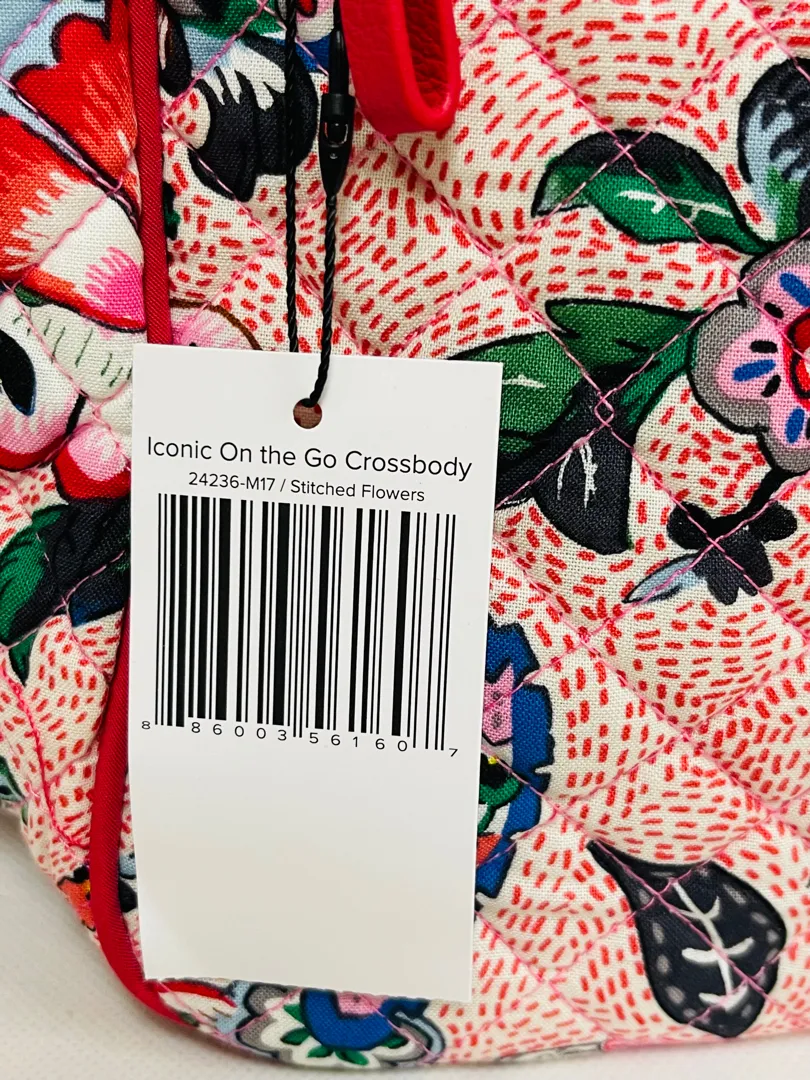 Iconic On the Go Crossbody
24236-M17 / Stitched Flowers
8 86003 56160 7